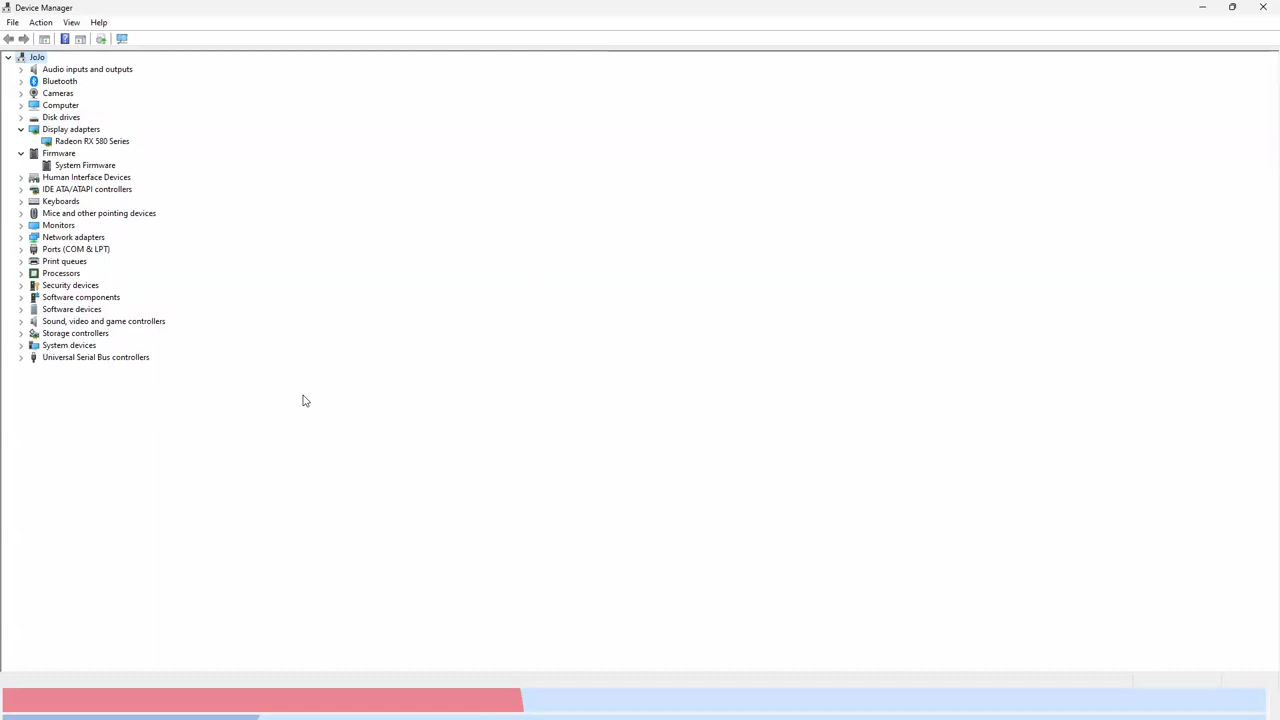 Device Manager
File Action View Help
JoJo
Audio inputs and outputs
Bluetooth
Cameras
Computer
Disk drives
Display adapters
Radeon RX 580 Series
Firmware
System Firmware
Human Interface Devices
IDE ATA/ATAPI controllers
Keyboards
Mice and other pointing devices
Monitors
Network adapters
Ports (COM & LPT)
Print queues
Processors
Security devices
Software components
Software devices
Sound, video and game controllers
Storage controllers
System devices
Universal Serial Bus controllers